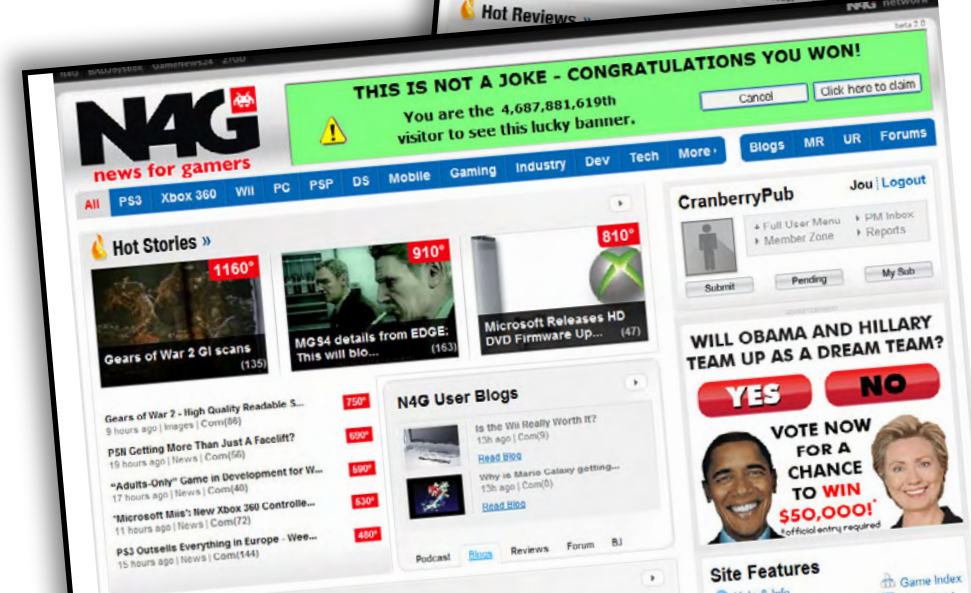 Hot Reviews »
N4G network
N4G BADJoystick GameNews24 27GO
beta 2.0
N4G
news for gamers
THIS IS NOT A JOKE - CONGRATULATIONS YOU WON!
You are the 4,687,881,619th
visitor to see this lucky banner.
Cancel
Click here to claim
All PS3 Xbox 360 Wii PC PSP DS Mobile Gaming Industry Dev Tech More
Blogs MR UR Forums
Hot Stories »
1160°
Gears of War 2 GI scans
(135)
910°
MGS4 details from EDGE:
This will blo... (163)
810°
Microsoft Releases HD
DVD Firmware Up... (47)
Gears of War 2 - High Quality Readable S... 750°
9 hours ago | Images | Com(86)
PSN Getting More Than Just A Facelift? 690°
19 hours ago | News | Com(56)
"Adults-Only" Game in Development for W... 590°
17 hours ago | News | Com(40)
'Microsoft Miis': New Xbox 360 Controlle... 530°
11 hours ago | News | Com(72)
PS3 Outsells Everything in Europe - Wee... 480°
15 hours ago | News | Com(144)
N4G User Blogs
Is the Wii Really Worth It?
13h ago | Com(9)
Read Blog
Why is Mario Galaxy getting...
13h ago | Com(0)
Read Blog
Podcast Blogs Reviews Forum BJ
CranberryPub
Jou | Logout
Full User Menu
PM Inbox
Member Zone
Reports
Submit
Pending
My Sub
ADVERTISEMENT
WILL OBAMA AND HILLARY
TEAM UP AS A DREAM TEAM?
YES
NO
VOTE NOW
FOR A
CHANCE
TO WIN
$50,000!*
*official entry required
Site Features
Game Index